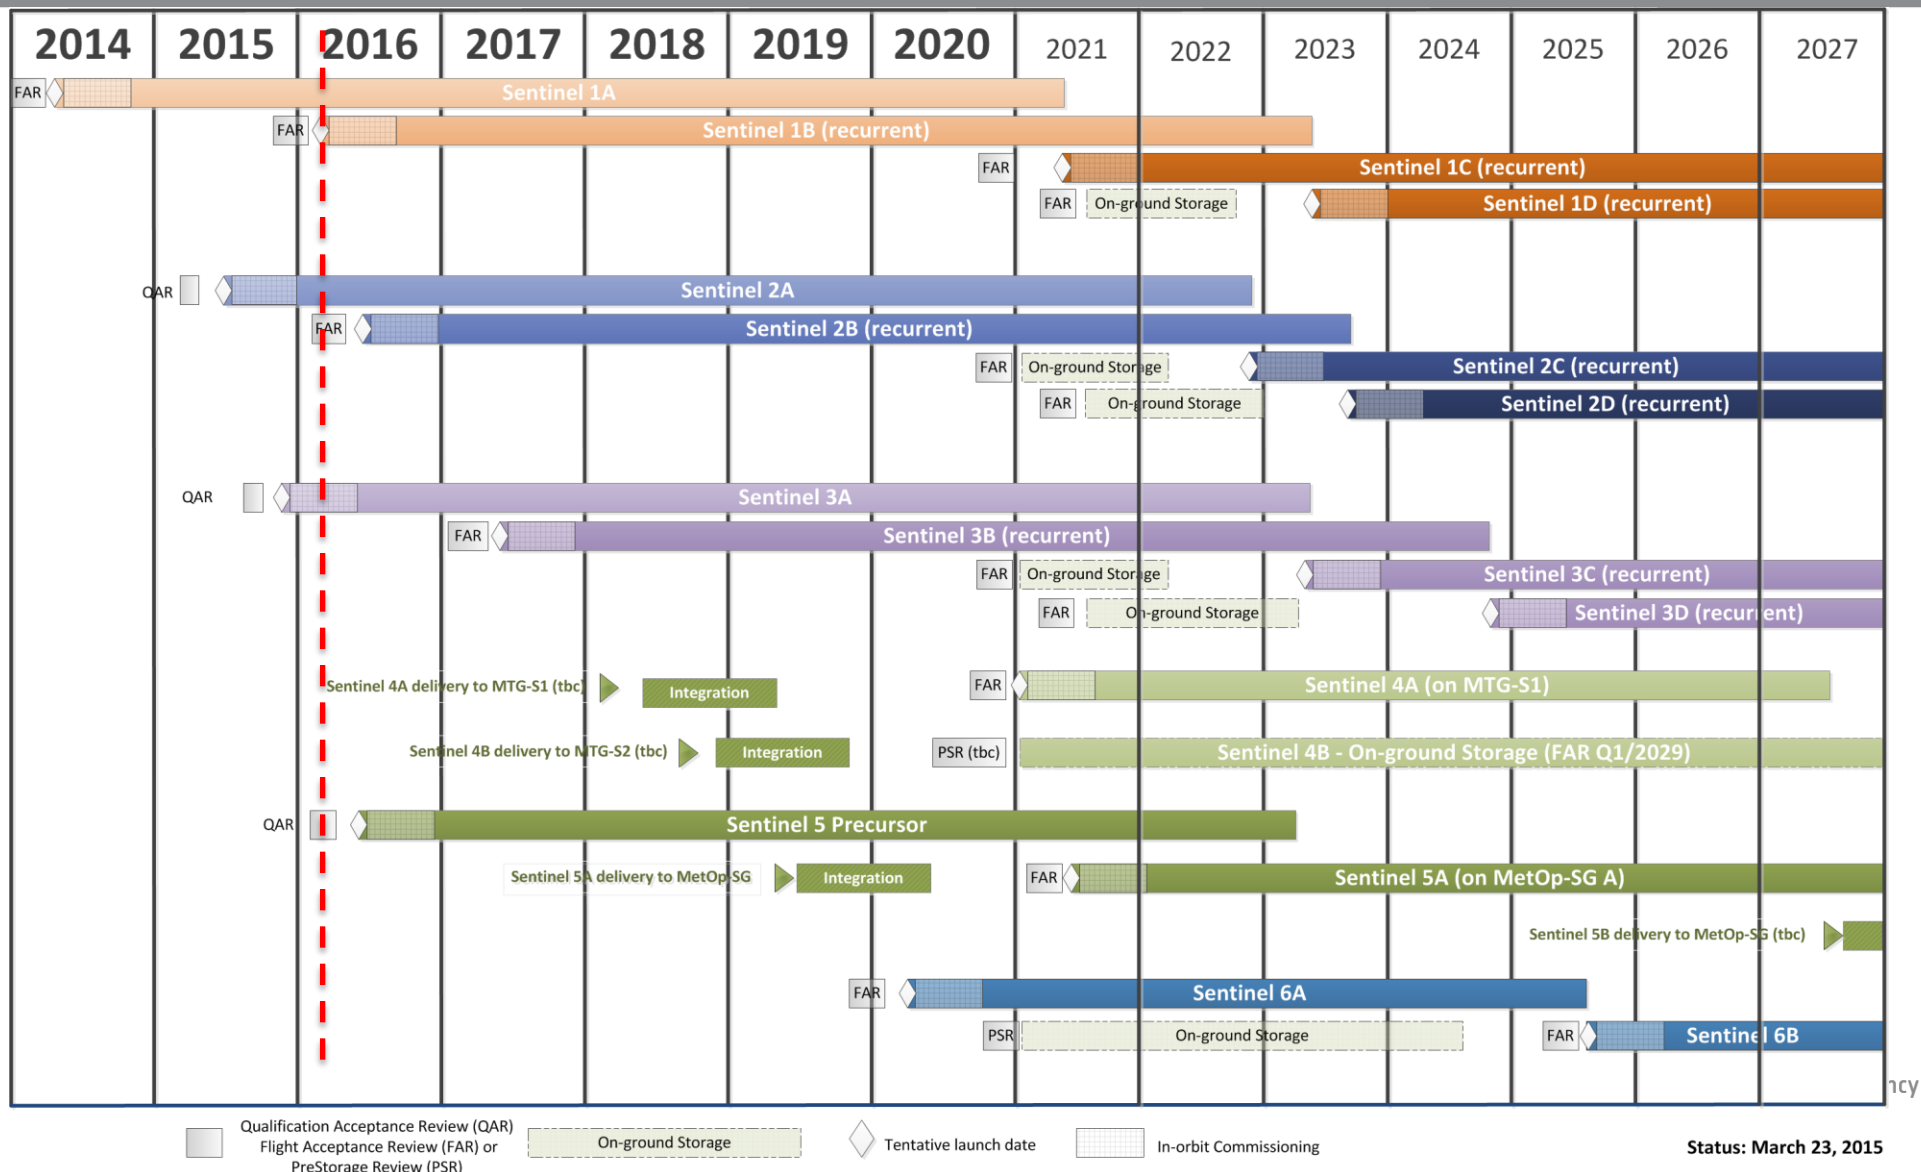 2014 2015 2016 2017 2018 2019 2020 2021 2022 2023 2024 2025 2026 2027
FAR Sentinel 1A
FAR Sentinel 1B (recurrent)
FAR Sentinel 1C (recurrent)
FAR On-ground Storage Sentinel 1D (recurrent)
QAR Sentinel 2A
FAR Sentinel 2B (recurrent)
FAR On-ground Storage Sentinel 2C (recurrent)
FAR On-ground Storage Sentinel 2D (recurrent)
QAR Sentinel 3A
FAR Sentinel 3B (recurrent)
FAR On-ground Storage Sentinel 3C (recurrent)
FAR On-ground Storage Sentinel 3D (recurrent)
Sentinel 4A delivery to MTG-S1 (tbc) Integration FAR Sentinel 4A (on MTG-S1)
Sentinel 4B delivery to MTG-S2 (tbc) Integration PSR (tbc) Sentinel 4B - On-ground Storage (FAR Q1/2029)
QAR Sentinel 5 Precursor
Sentinel 5A delivery to MetOp-SG Integration FAR Sentinel 5A (on MetOp-SG A)
Sentinel 5B delivery to MetOp-SG (tbc)
FAR Sentinel 6A
PSR On-ground Storage FAR Sentinel 6B
ncy
Qualification Acceptance Review (QAR)
Flight Acceptance Review (FAR) or
PreStorage Review (PSR)
On-ground Storage
Tentative launch date
In-orbit Commissioning
Status: March 23, 2015